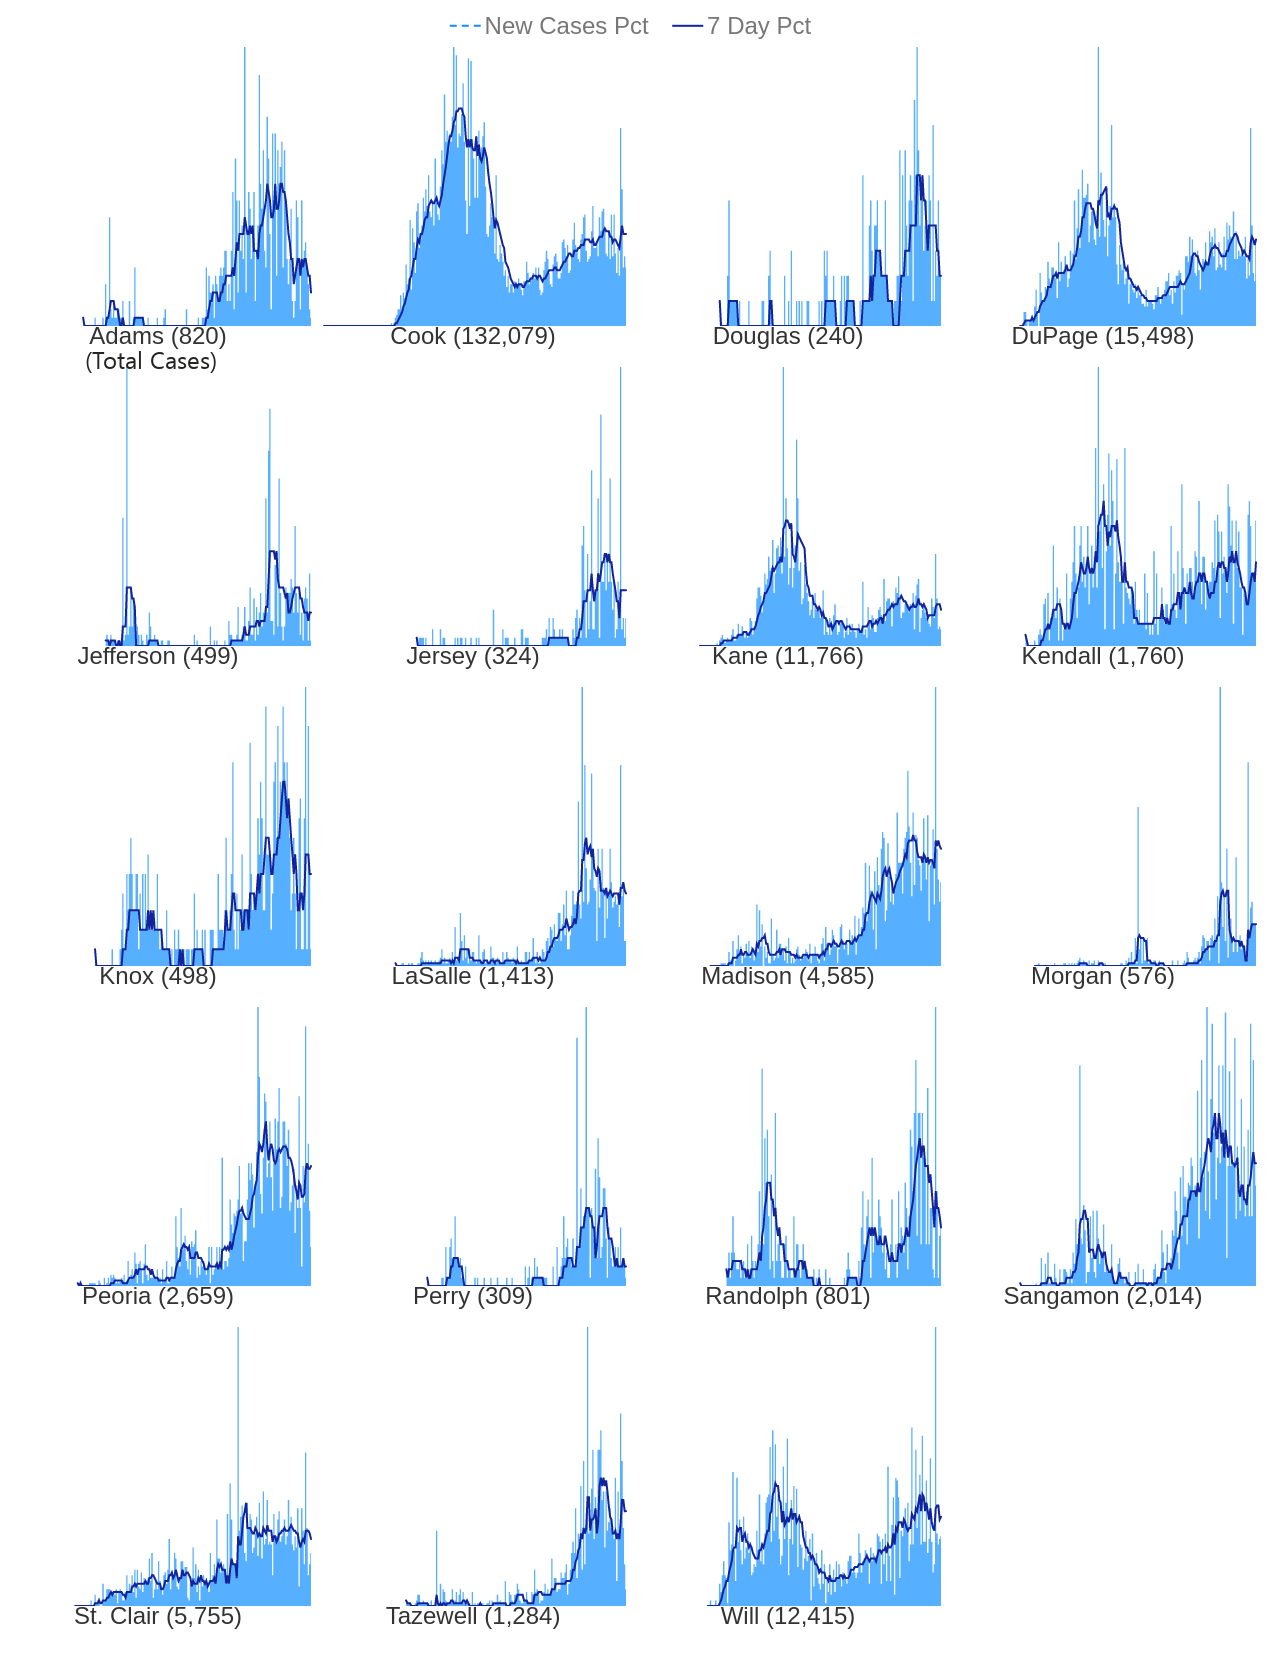 New Cases Pct 7 Day Pct
Adams (820) Cook (132,079) Douglas (240) DuPage (15,498)
(Total Cases)
Jefferson (499) Jersey (324) Kane (11,766) Kendall (1,760)
Knox (498) LaSalle (1,413) Madison (4,585) Morgan (576)
Peoria (2,659) Perry (309) Randolph (801) Sangamon (2,014)
St. Clair (5,755) Tazewell (1,284) Will (12,415)